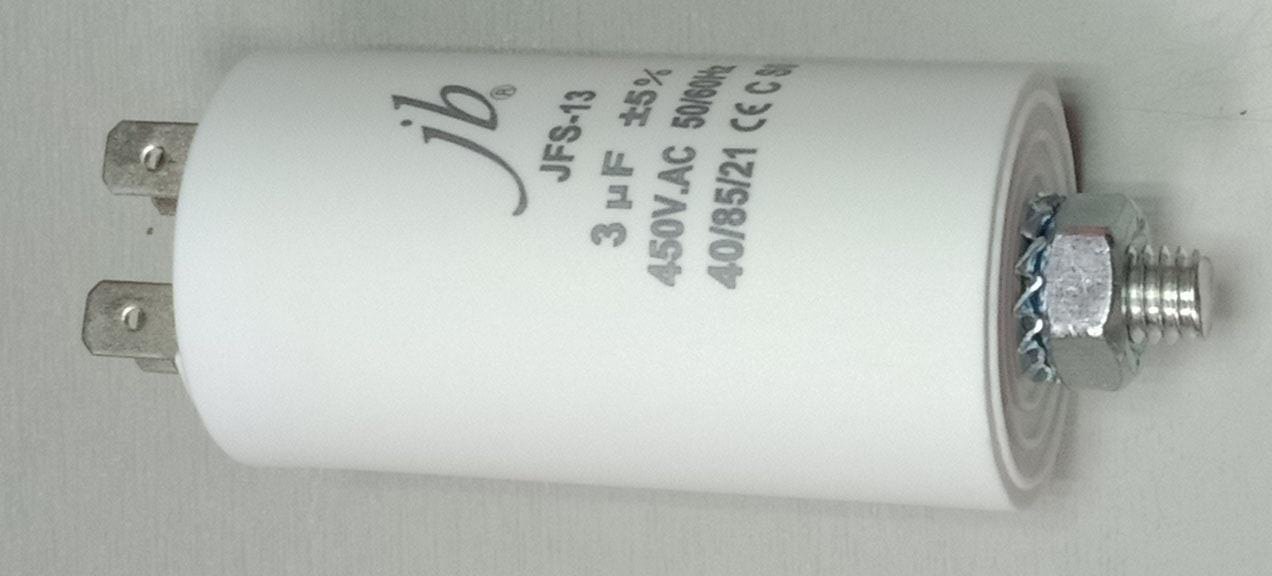 jb®
JFS-13
3 µF ±5%
450V.AC 50/60Hz
40/85/21 CE C